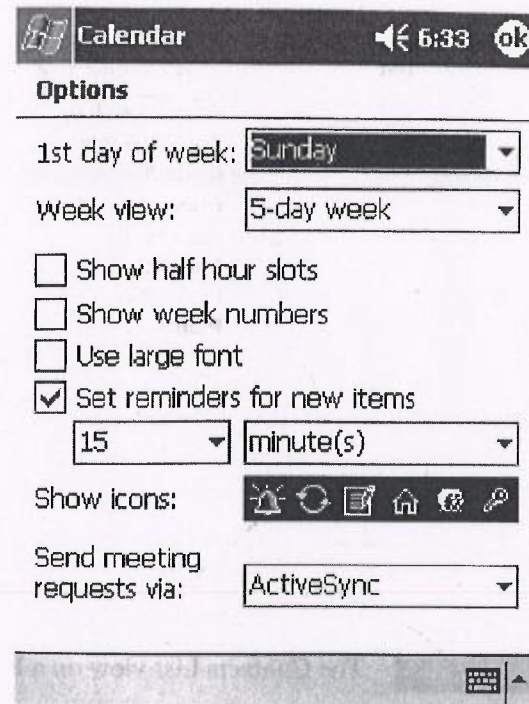 Calendar 6:33 ok
Options
1st day of week: Sunday
Week view: 5-day week
Show half hour slots
Show week numbers
Use large font
Set reminders for new items
15 minute(s)
Show icons:
Send meeting
requests via: ActiveSync